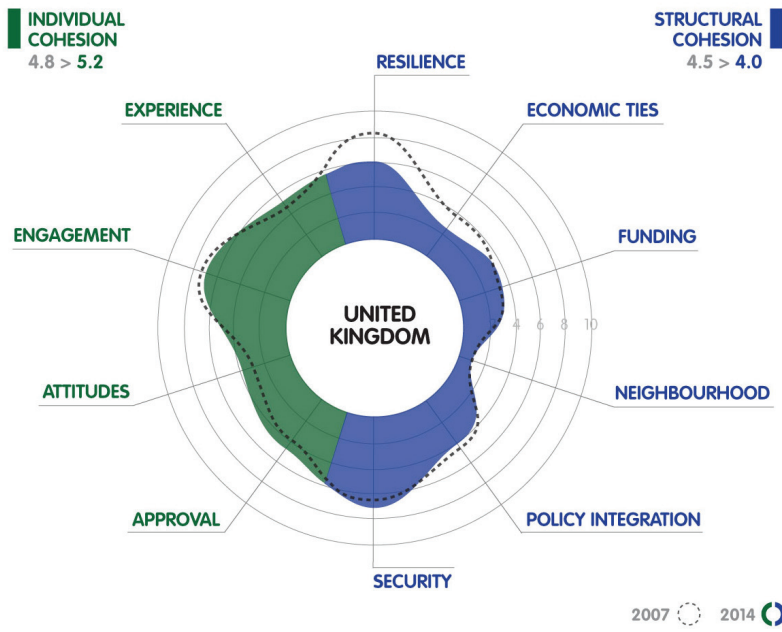 INDIVIDUAL
COHESION
4.8 > 5.2
STRUCTURAL
COHESION
4.5 > 4.0
RESILIENCE
EXPERIENCE
ECONOMIC TIES
ENGAGEMENT
FUNDING
UNITED
KINGDOM
4 6 8 10
ATTITUDES
NEIGHBOURHOOD
APPROVAL
POLICY INTEGRATION
SECURITY
2007
2014